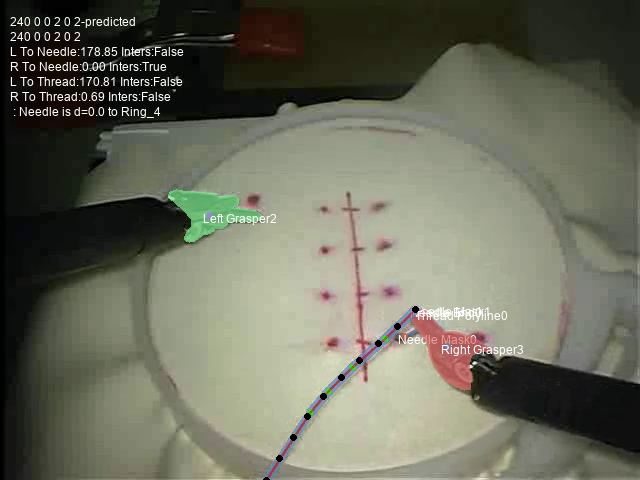 240 0 0 2 0 2-predicted
240 0 0 2 0 2
L To Needle:178.85 Inters:False
R To Needle:0.00 Inters:True
L To Thread:170.81 Inters:False
R To Thread:0.69 Inters:False
: Needle is d=0.0 to Ring_4
Left Grasper2
Thread Polyline0
Needle Mask0
Right Grasper3